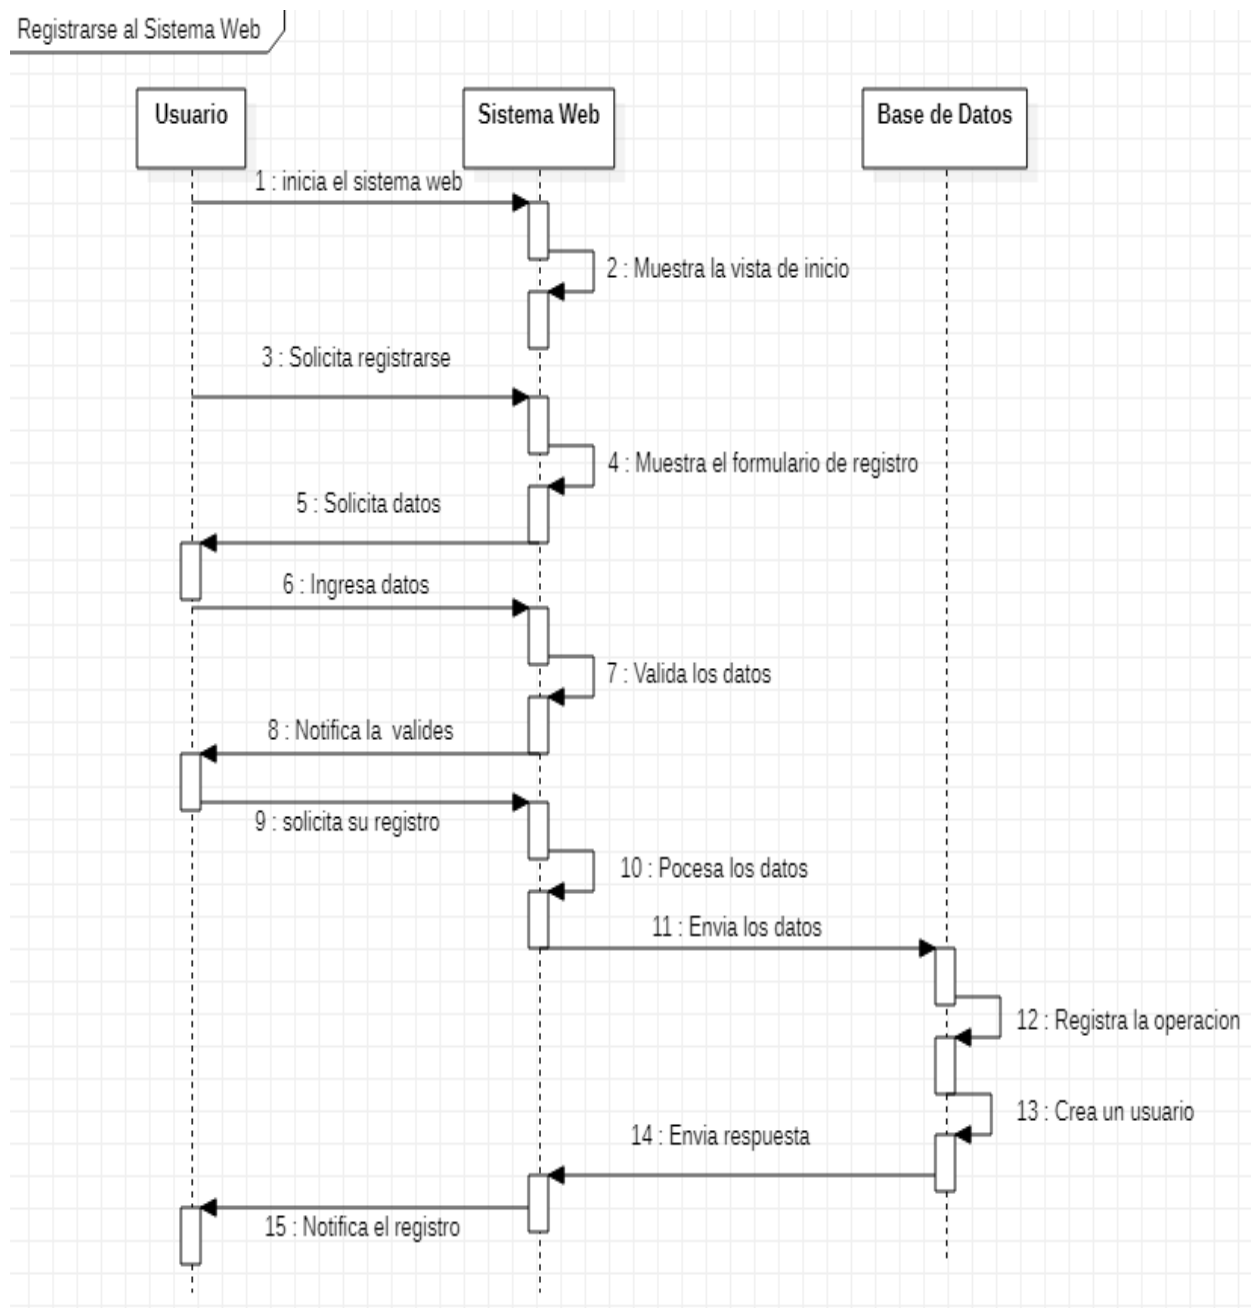 Registrarse al Sistema Web
Usuario
Sistema Web
Base de Datos
1 : inicia el sistema web
2 : Muestra la vista de inicio
3 : Solicita registrarse
4 : Muestra el formulario de registro
5 : Solicita datos
6 : Ingresa datos
7 : Valida los datos
8 : Notifica la  valides
9 : solicita su registro
10 : Pocesa los datos
11 : Envia los datos
12 : Registra la operacion
13 : Crea un usuario
14 : Envia respuesta
15 : Notifica el registro